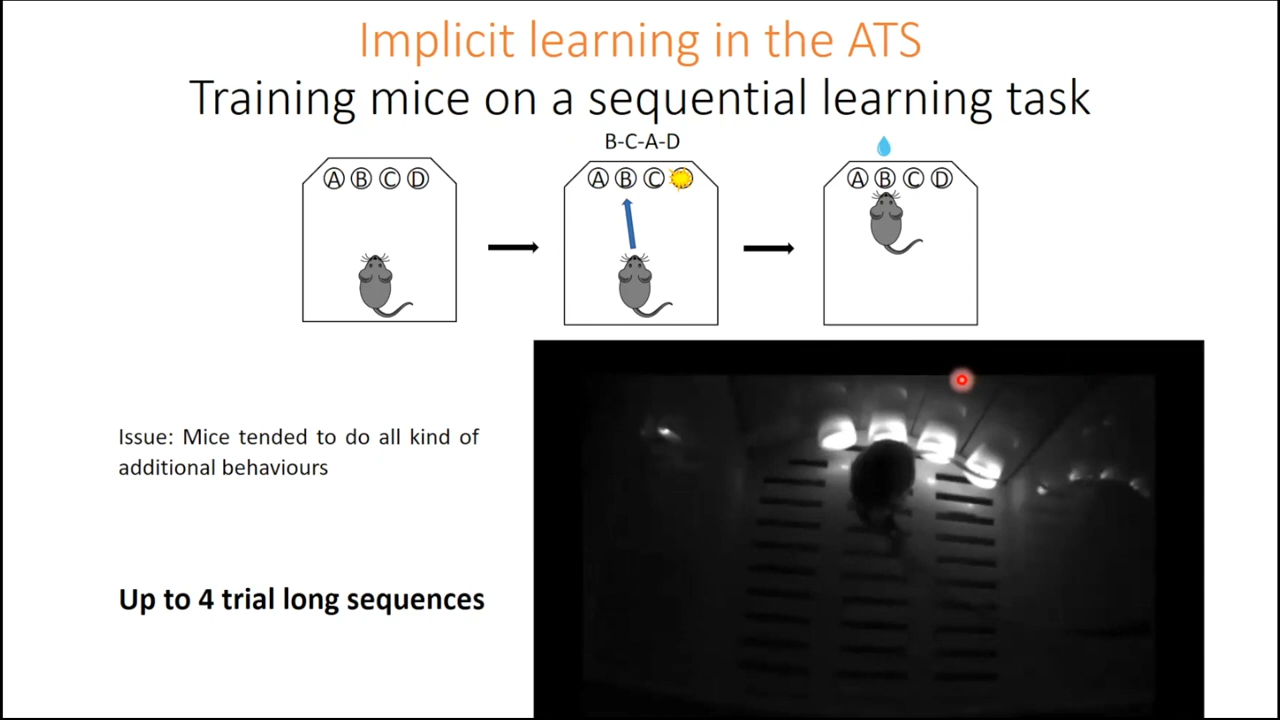 Implicit learning in the ATS
Training mice on a sequential learning task
B-C-A-D
A B C D
A B C
A B C D
Issue: Mice tended to do all kind of
additional behaviours
Up to 4 trial long sequences